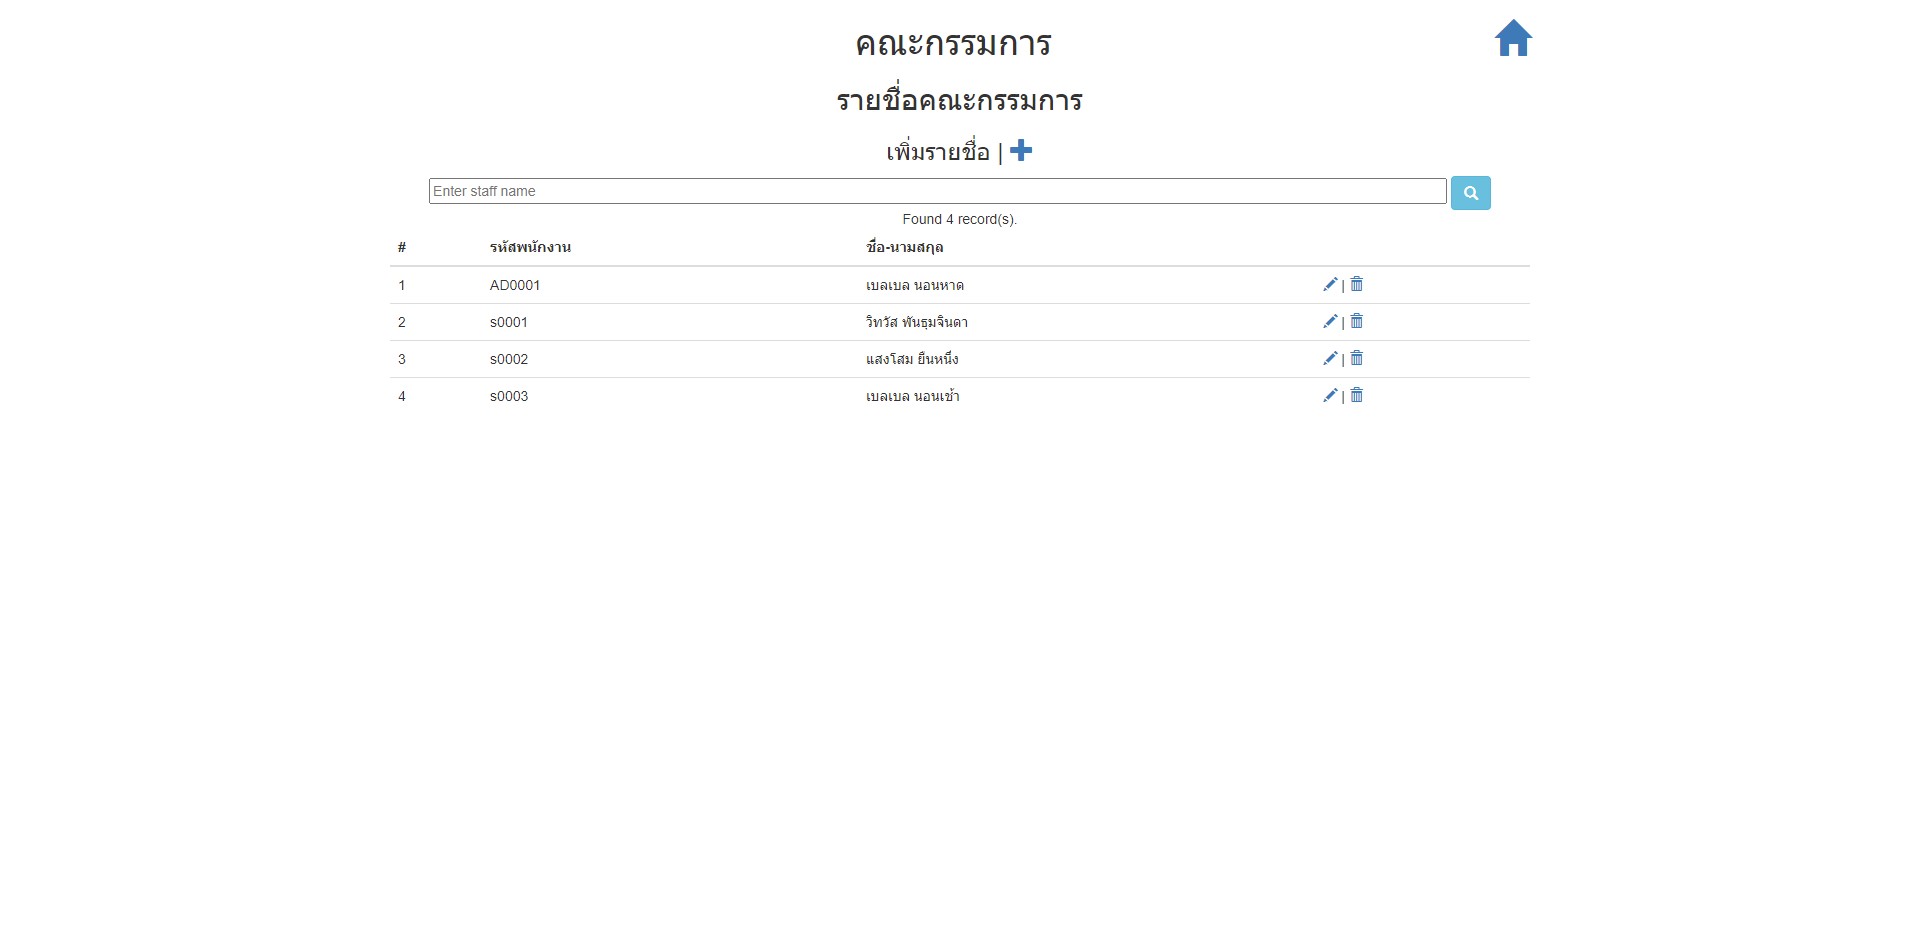 คณะกรรมการ
รายชื่อคณะกรรมการ
เพิ่มรายชื่อ |
Enter staff name
Found 4 record(s).
# รหัสพนักงาน ชื่อ-นามสกุล
1 AD0001 เบลเบล นอนหาด |
2 s0001 วิทวัส พันธุมจินดา |
3 s0002 แสงโสม ยืนหนึ่ง |
4 s0003 เบลเบล นอนเช้า |